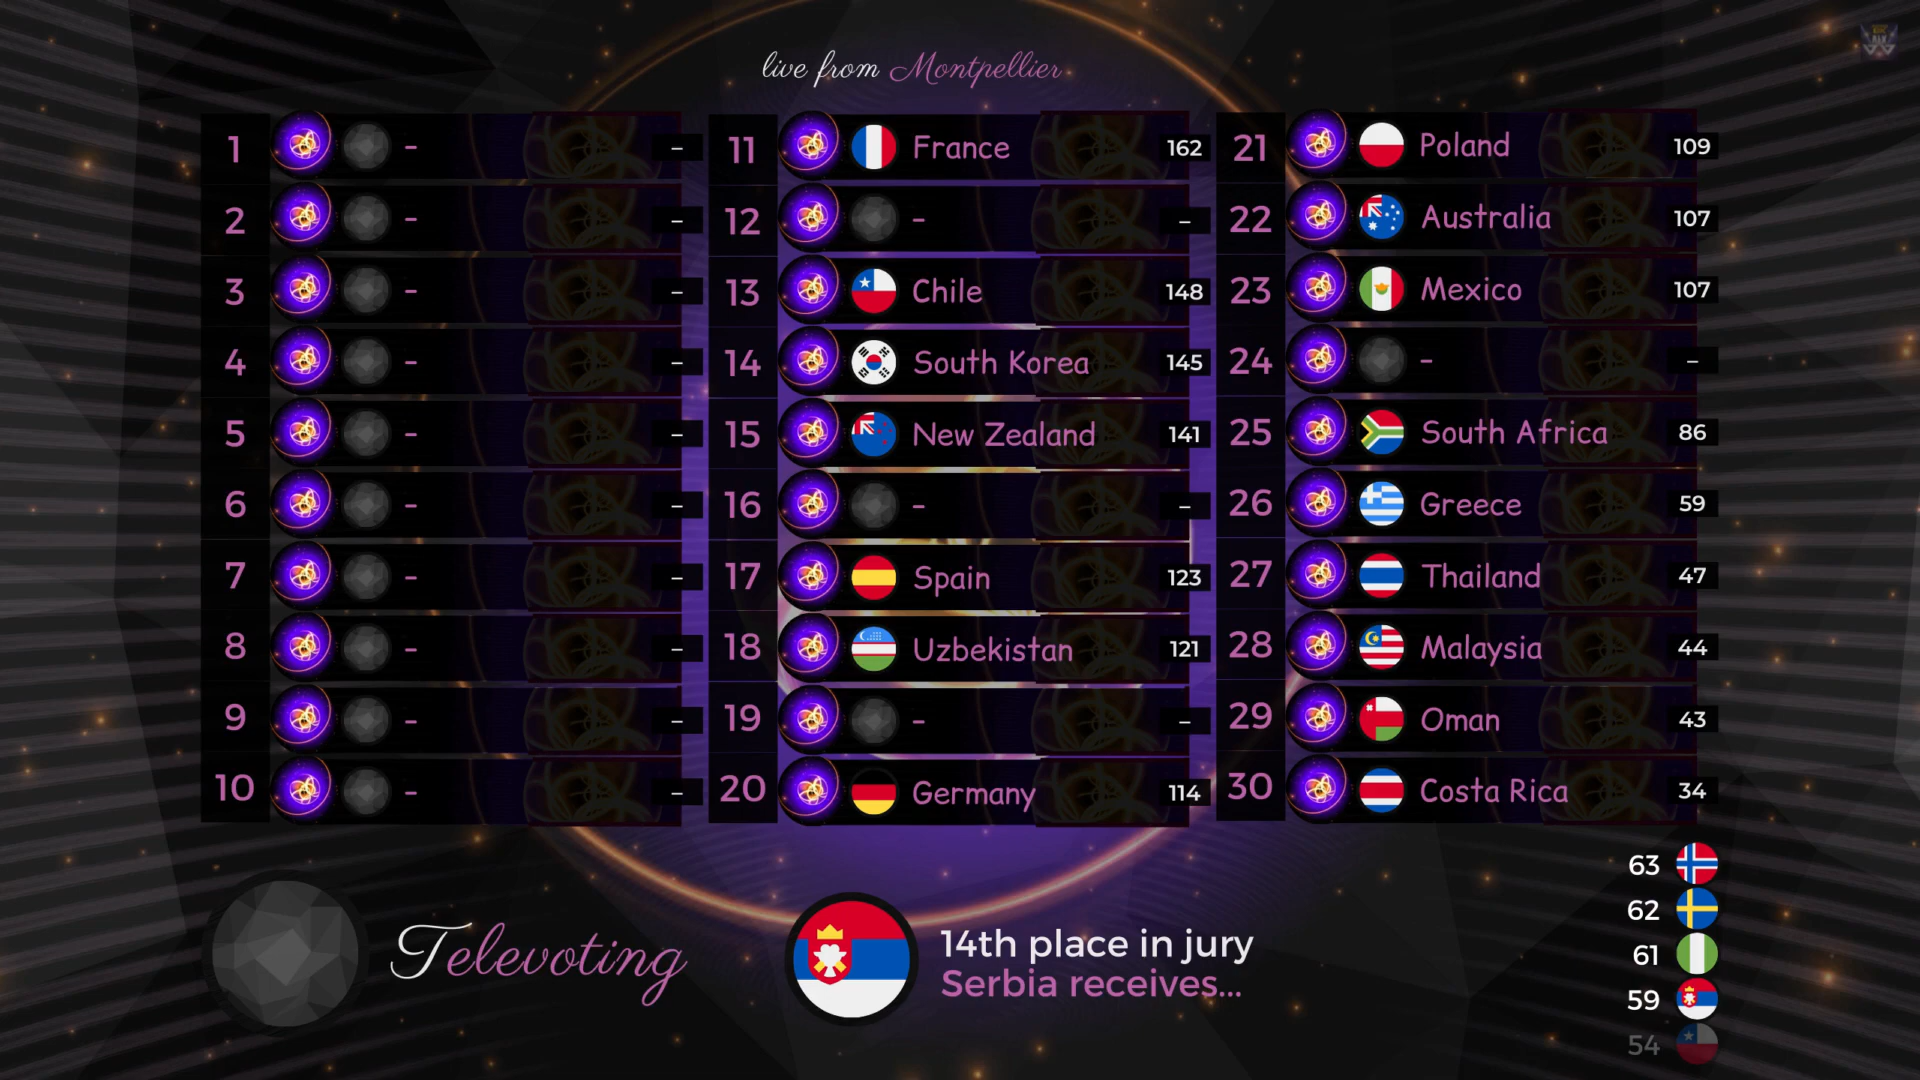 live from Montpellier
1 - -
2 - -
3 - -
4 - -
5 - -
6 - -
7 - -
8 - -
9 - -
10 - -
11 France 162
12 - -
13 Chile 148
14 South Korea 145
15 New Zealand 141
16 - -
17 Spain 123
18 Uzbekistan 121
19 - -
20 Germany 114
21 Poland 109
22 Australia 107
23 Mexico 107
24 - -
25 South Africa 86
26 Greece 59
27 Thailand 47
28 Malaysia 44
29 Oman 43
30 Costa Rica 34
Televoting
14th place in jury
Serbia receives...
63
62
61
59
54